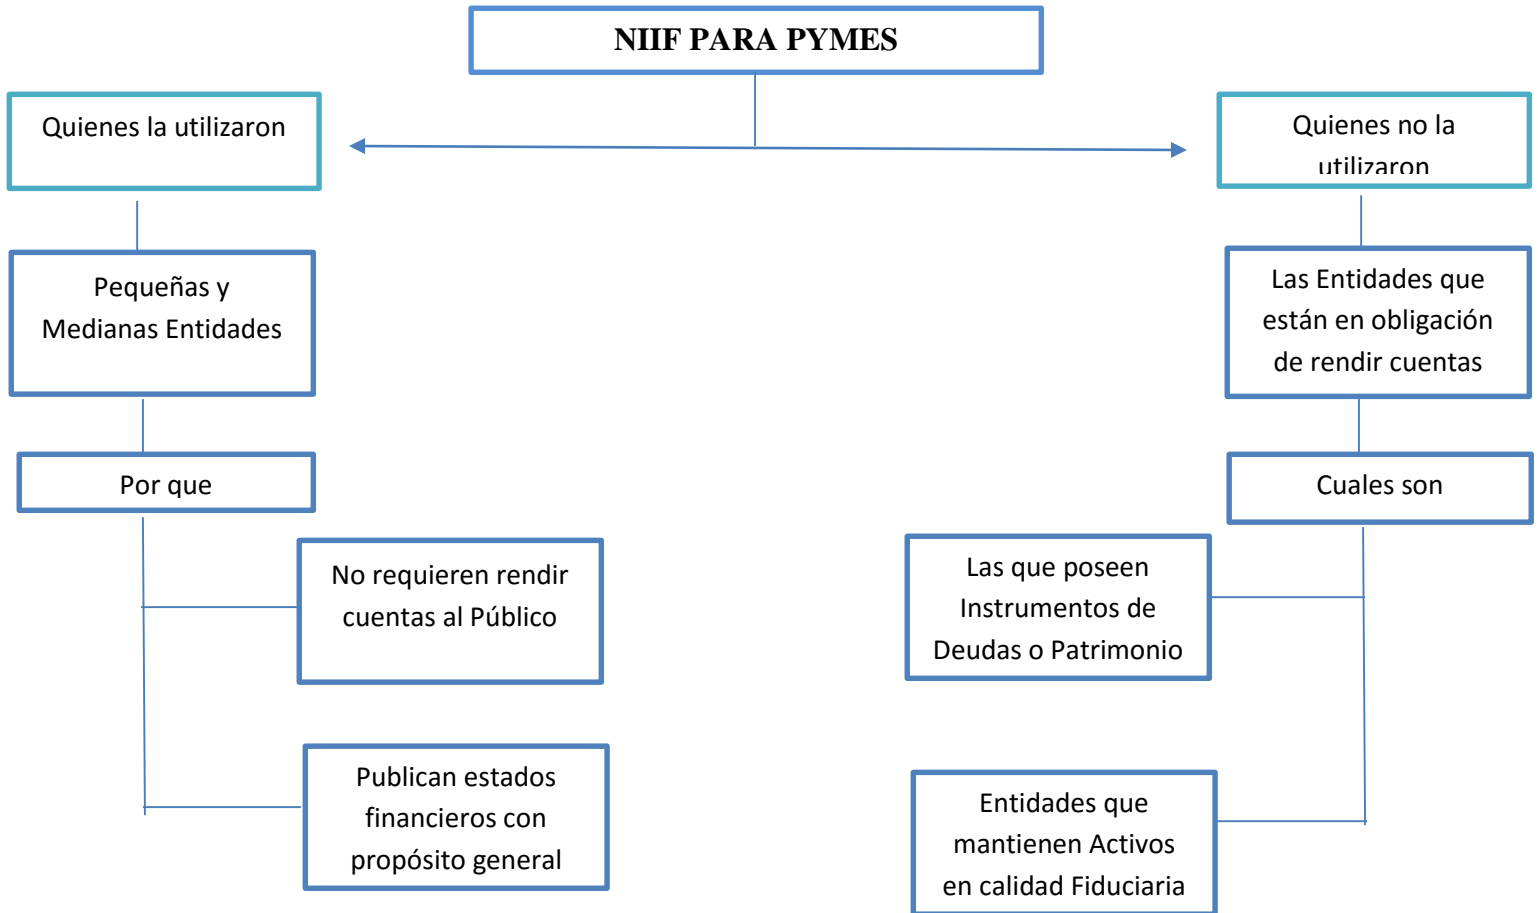 NIIF PARA PYMES
Quienes la utilizaron
Quienes no la
utilizaron
Pequeñas y
Medianas Entidades
Las Entidades que
están en obligación
de rendir cuentas
Por que
Cuales son
No requieren rendir
cuentas al Público
Las que poseen
Instrumentos de
Deudas o Patrimonio
Publican estados
financieros con
propósito general
Entidades que
mantienen Activos
en calidad Fiduciaria